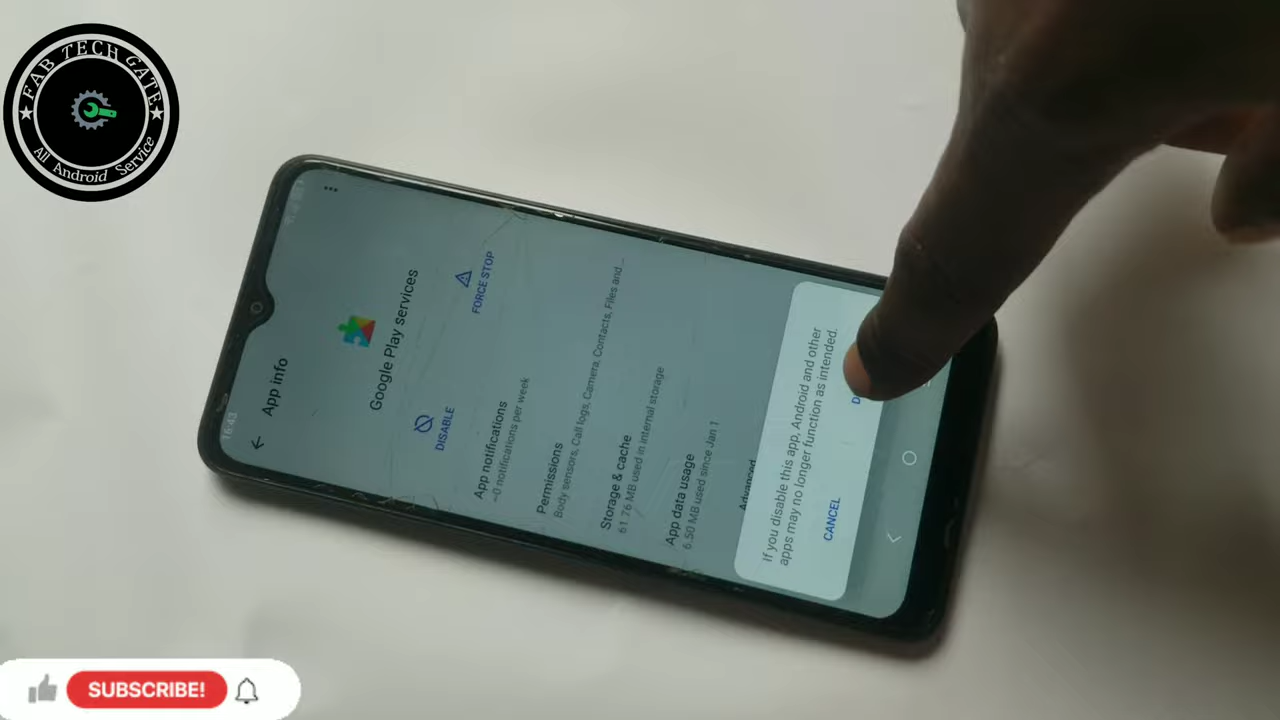 FAB TECH GATE
All Android Service
16:43
App info
Google Play services
DISABLE
FORCE STOP
App notifications
~0 notifications per week
Permissions
Body sensors, Call logs, Camera, Contacts, Files and…
Storage & cache
61.76 MB used in internal storage
App data usage
6.50 MB used since Jan 1
Advanced
If you disable this app, Android and other
apps may no longer function as intended.
CANCEL
SUBSCRIBE!